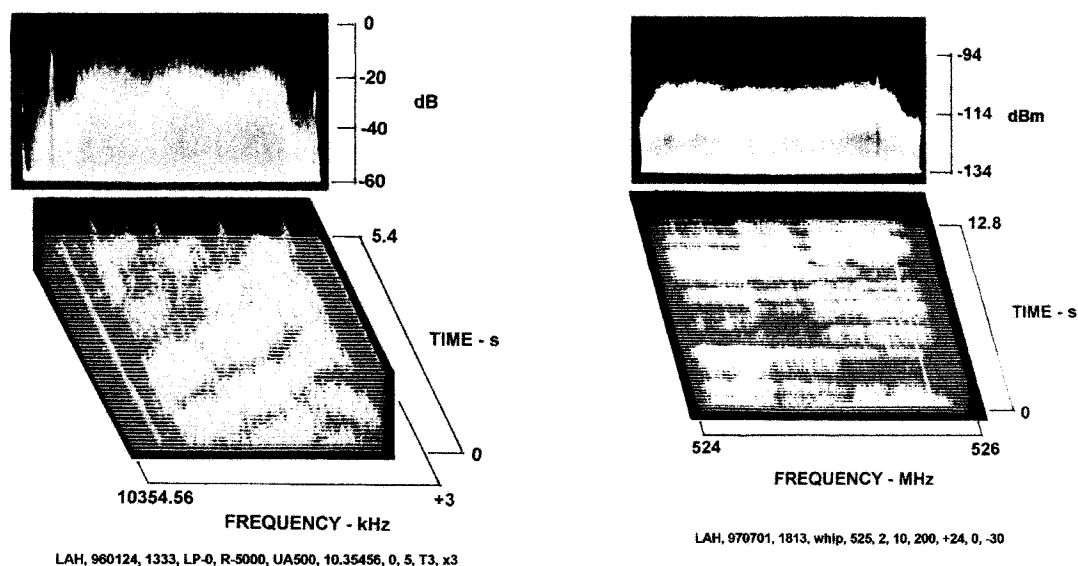 0
-20
dB
-40
-60
5.4
TIME - s
0
10354.56
+3
FREQUENCY - kHz
LAH, 960124, 1333, LP-0, R-5000, UA500, 10.35456, 0, 5, T3, x3
-94
-114
dBm
-134
12.8
TIME - s
0
524
526
FREQUENCY - MHz
LAH, 970701, 1813, whip, 525, 2, 10, 200, +24, 0, -30